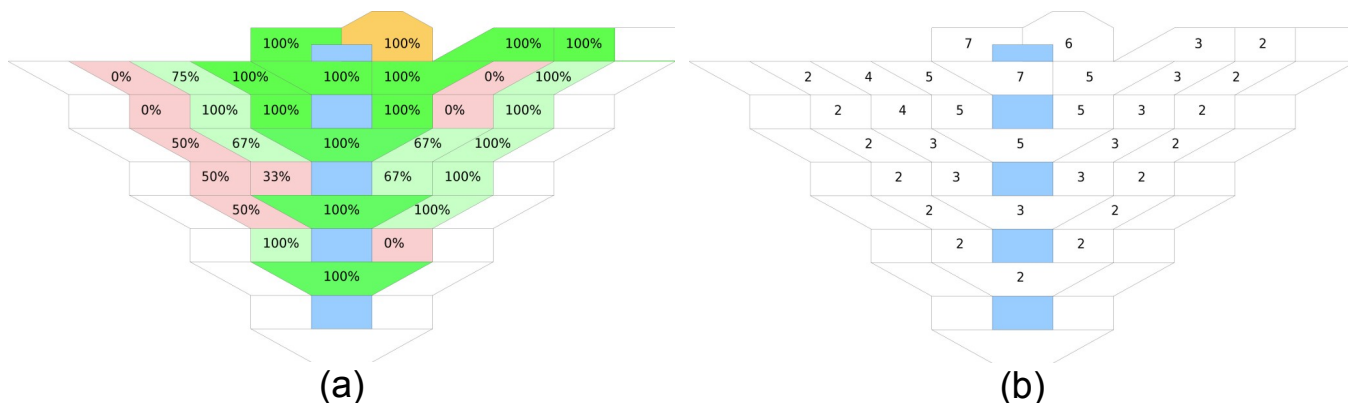 100% 100% 100% 100%
0% 75% 100% 100% 100% 0% 100%
0% 100% 100% 100% 0% 100%
50% 67% 100% 67% 100%
50% 33% 67% 100%
50% 100% 100%
100% 0%
100%
(a)
7 6 3 2
2 4 5 7 5 3 2
2 4 5 5 3 2
2 3 5 3 2
2 3 3 2
2 3 2
2 2
2
(b)